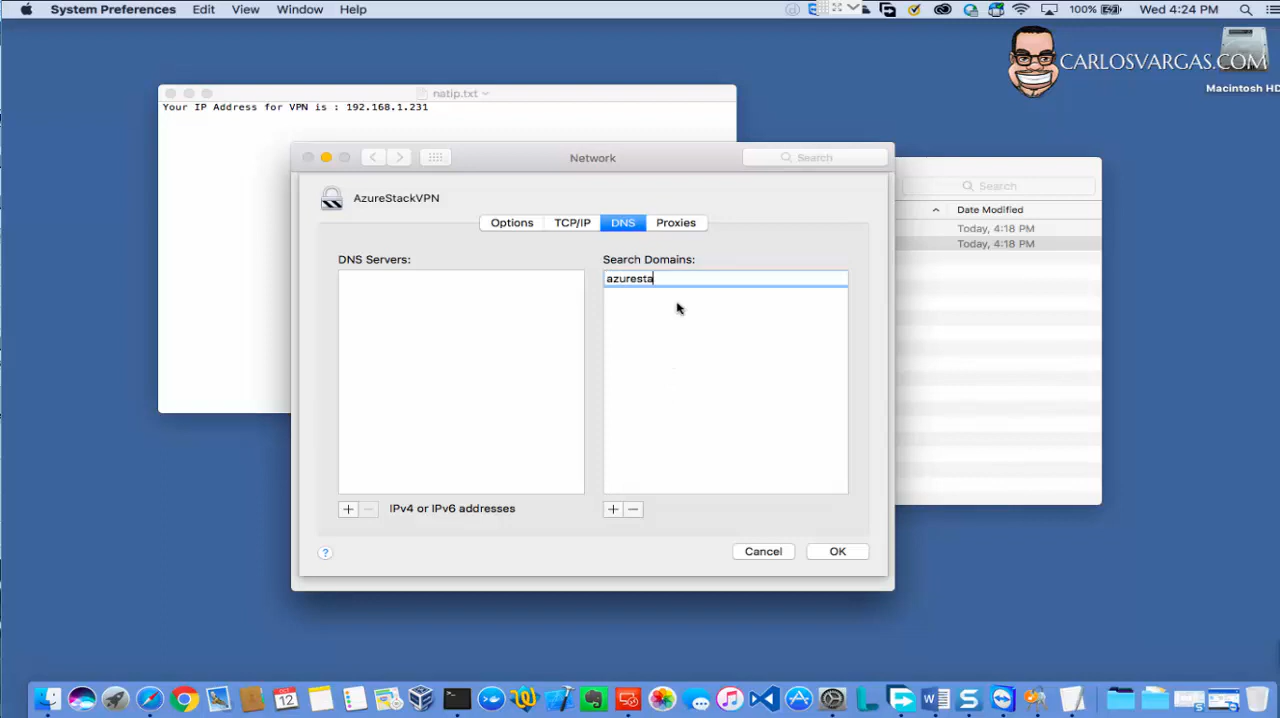 System Preferences Edit View Window Help
100%
Wed 4:24 PM
CARLOSVARGAS.COM
Macintosh HD
natip.txt
Your IP Address for VPN is : 192.168.1.231
Network
Search
Search
AzureStackVPN
Date Modified
Options TCP/IP DNS Proxies
Today, 4:18 PM
Today, 4:18 PM
DNS Servers:
Search Domains:
azuresta
+ − IPv4 or IPv6 addresses
+ −
? Cancel OK
OCT
12